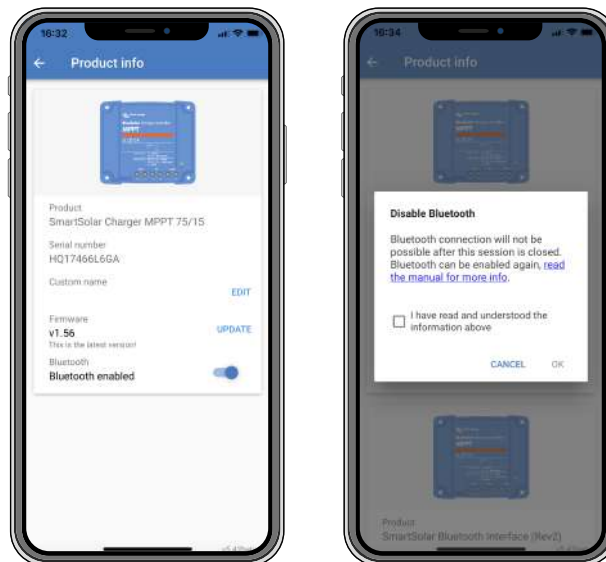 16:32
Product info
MPPT
Product
SmartSolar Charger MPPT 75/15
Serial number
HQ17466L6GA
Custom name
EDIT
Firmware
v1.56
UPDATE
This is the latest version!
Bluetooth
Bluetooth enabled
16:34
Product info
Disable Bluetooth
Bluetooth connection will not be
possible after this session is closed.
Bluetooth can be enabled again, read
the manual for more info.
I have read and understood the
information above
CANCEL
OK
Product
SmartSolar Bluetooth Interface (Rev2)